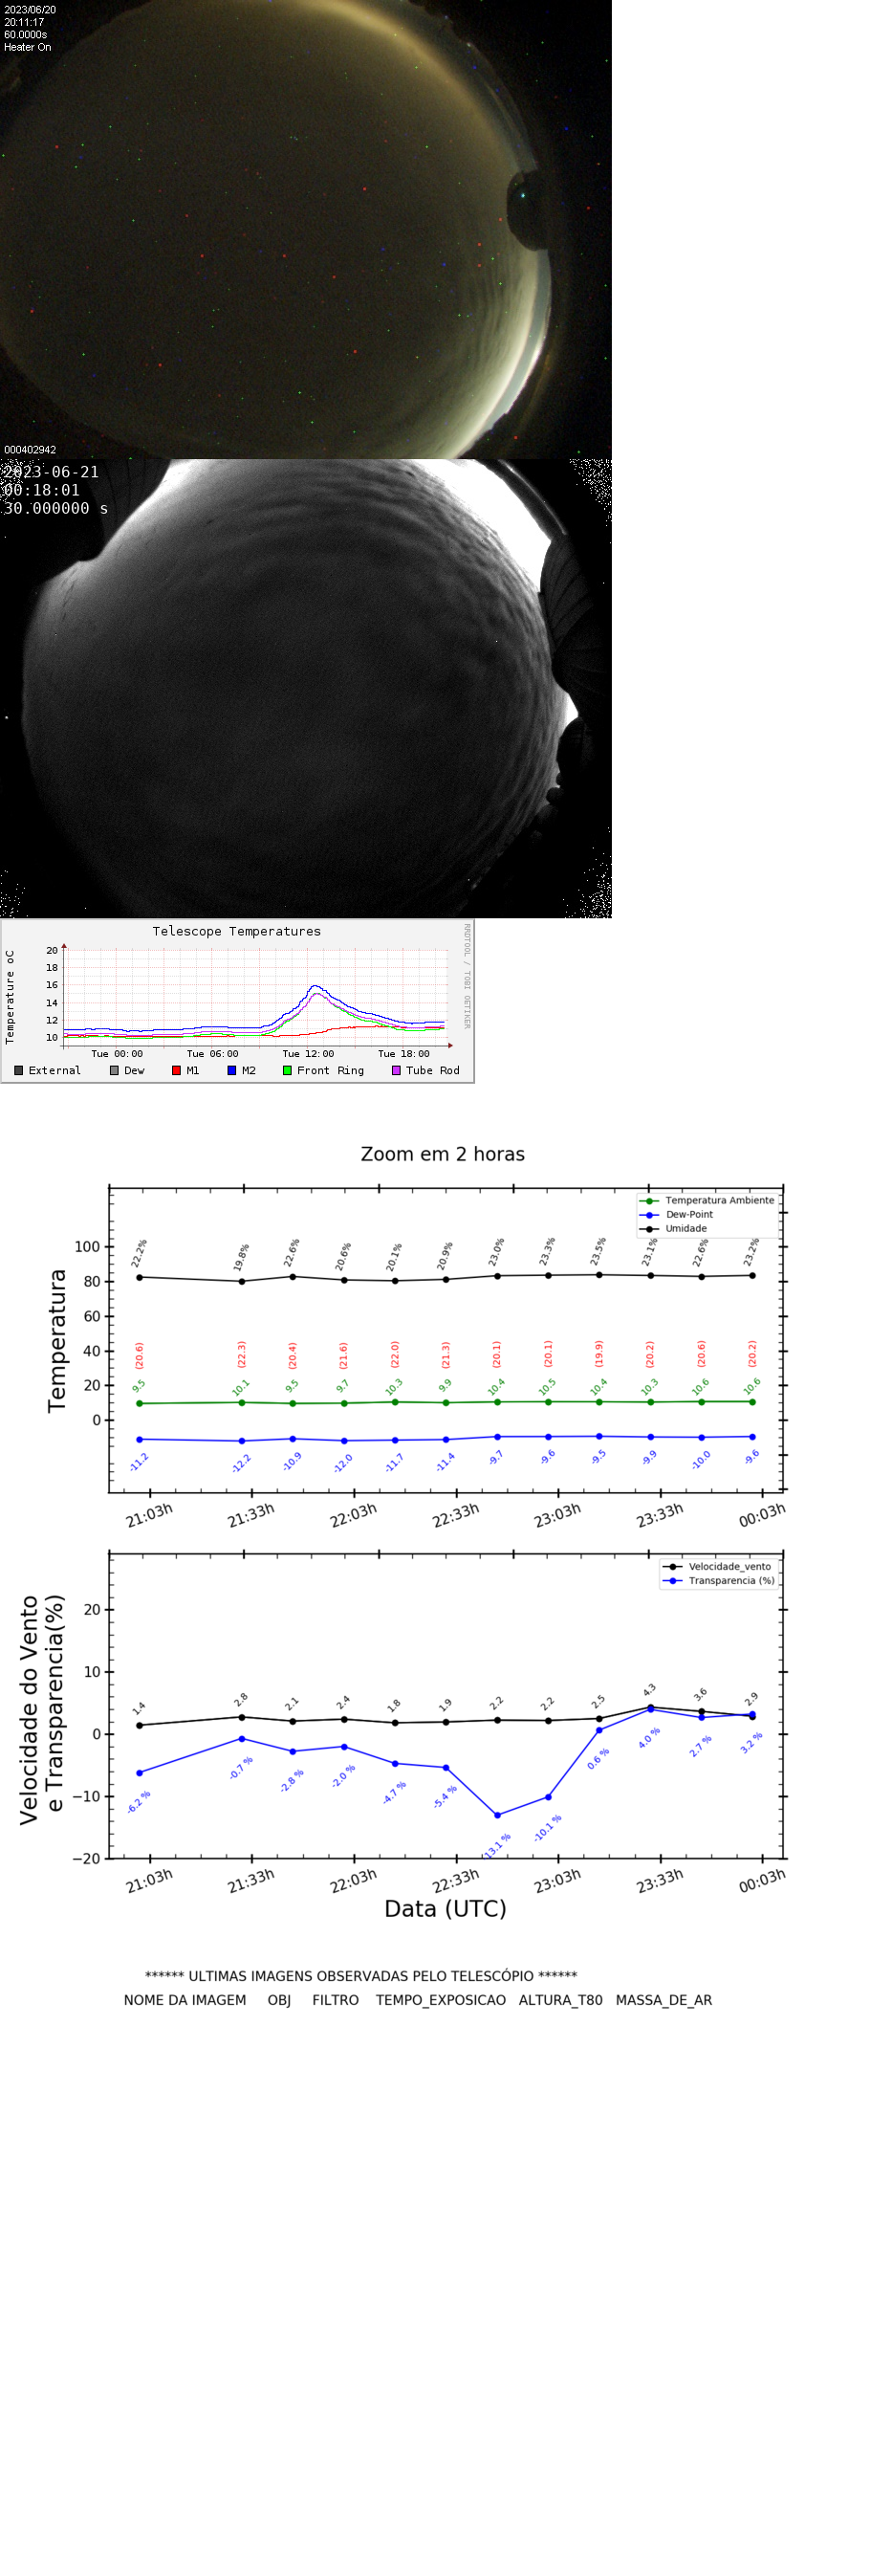 2023/06/20
20:11:17
60.0000s
Heater On
000402942
2023-06-21
00:18:01
30.000000 s
Telescope Temperatures
RRDTOOL / TOBI OETIKER
Temperature oC
20
18
16
14
12
10
Tue 00:00 Tue 06:00 Tue 12:00 Tue 18:00
External Dew M1 M2 Front Ring Tube Rod
Zoom em 2 horas
Temperatura Ambiente
Dew-Point
Umidade
Temperatura
100
80
60
40
20
0
22.2% 19.8% 22.6% 20.6% 20.1% 20.9% 23.0% 23.3% 23.5% 23.1% 22.6% 23.2%
(20.6) (22.3) (20.4) (21.6) (22.0) (21.3) (20.1) (20.1) (19.9) (20.2) (20.6) (20.2)
9.5 10.1 9.5 9.7 10.3 9.9 10.4 10.5 10.4 10.3 10.6 10.6
-11.2 -12.2 -10.9 -12.0 -11.7 -11.4 -9.7 -9.6 -9.5 -9.9 -10.0 -9.6
21:03h 21:33h 22:03h 22:33h 23:03h 23:33h 00:03h
Velocidade_vento
Transparencia (%)
Velocidade do Vento
e Transparencia(%)
20
10
0
−10
−20
1.4 2.8 2.1 2.4 1.8 1.9 2.2 2.2 2.5 4.3 3.6 2.9
-6.2 % -0.7 % -2.8 % -2.0 % -4.7 % -5.4 % 13.1 % -10.1 % 0.6 % 4.0 % 2.7 % 3.2 %
21:03h 21:33h 22:03h 22:33h 23:03h 23:33h 00:03h
Data (UTC)
****** ULTIMAS IMAGENS OBSERVADAS PELO TELESCÓPIO ******
NOME DA IMAGEM OBJ FILTRO TEMPO_EXPOSICAO ALTURA_T80 MASSA_DE_AR